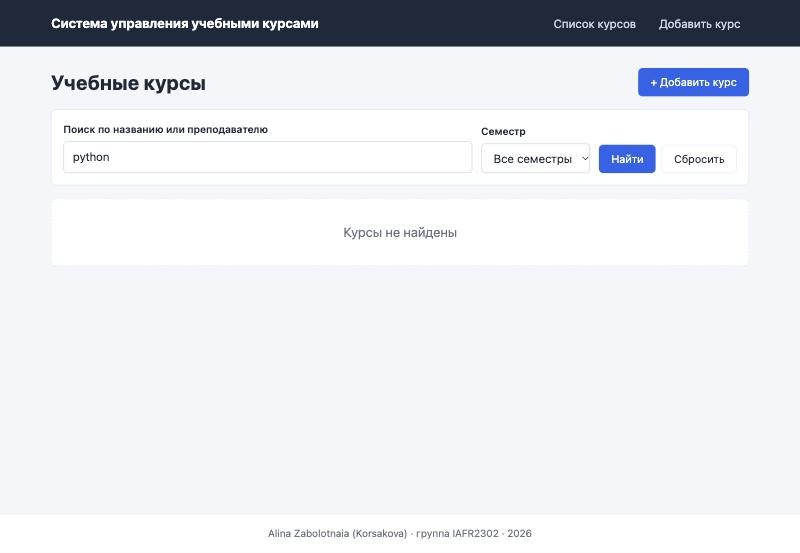 Система управления учебными курсами
Список курсов
Добавить курс
Учебные курсы
+ Добавить курс
Поиск по названию или преподавателю
Семестр
python
Все семестры
Найти
Сбросить
Курсы не найдены
Alina Zabolotnaia (Korsakova) · группа IAFR2302 · 2026